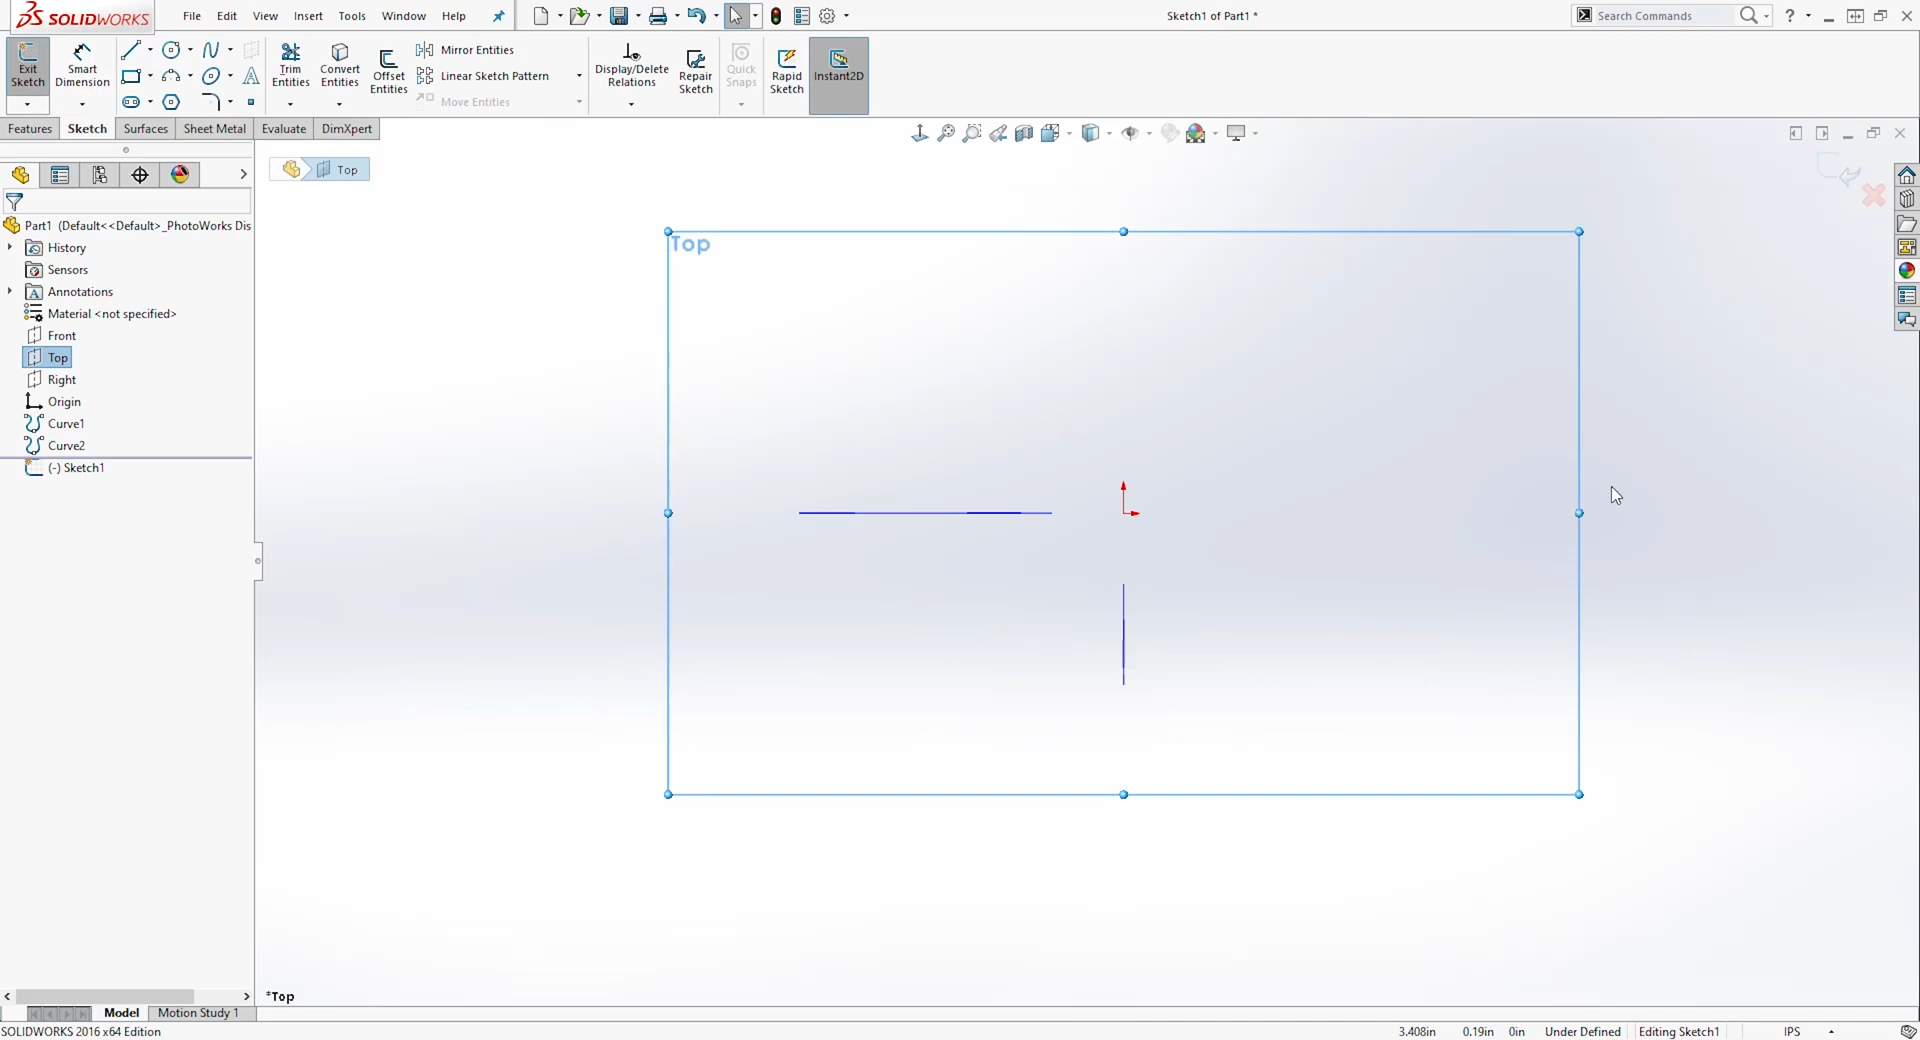 SOLIDWORKS File Edit View Insert Tools Window Help Sketch1 of Part1 * Search Commands ?
Exit Sketch
Smart Dimension
Trim Entities
Convert Entities
Offset Entities
Mirror Entities
Linear Sketch Pattern
Move Entities
Display/Delete Relations
Repair Sketch
Quick Snaps
Rapid Sketch
Instant2D
Features Sketch Surfaces Sheet Metal Evaluate DimXpert
Top
Part1 (Default<<Default>_PhotoWorks Dis
History
Sensors
Annotations
Material <not specified>
Front
Top
Right
Origin
Curve1
Curve2
(-) Sketch1
Top
*Top
Model Motion Study 1
SOLIDWORKS 2016 x64 Edition 3.408in 0.19in 0in Under Defined Editing Sketch1 IPS